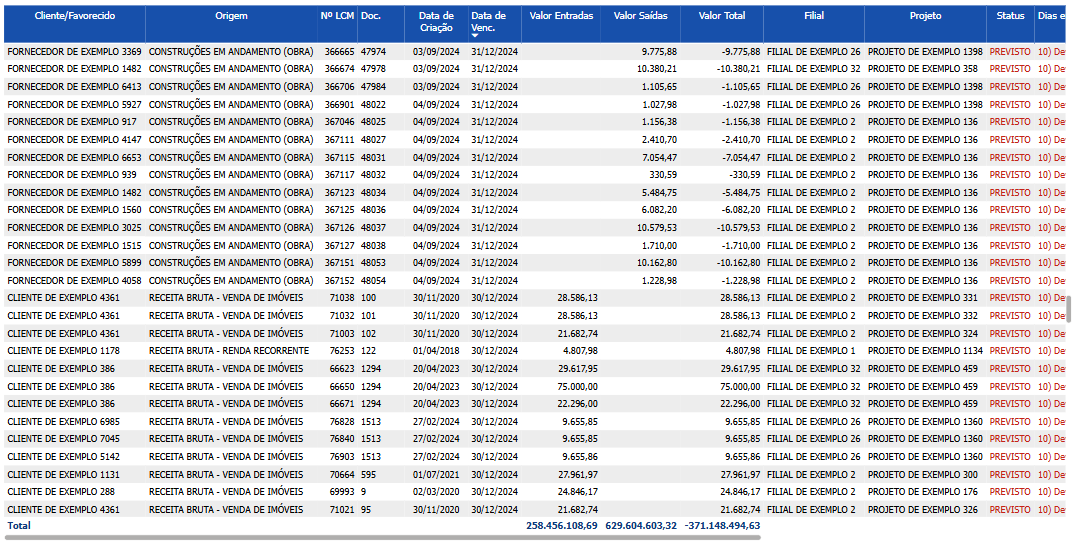 Cliente/Favorecido Origem Nº LCM Doc. Data de Criação Data de Venc. Valor Entradas Valor Saídas Valor Total Filial Projeto Status Dias e
FORNECEDOR DE EXEMPLO 3369 CONSTRUÇÕES EM ANDAMENTO (OBRA) 366665 47974 03/09/2024 31/12/2024 9.775,88 -9.775,88 FILIAL DE EXEMPLO 26 PROJETO DE EXEMPLO 1398 PREVISTO 10) De
FORNECEDOR DE EXEMPLO 1482 CONSTRUÇÕES EM ANDAMENTO (OBRA) 366674 47978 03/09/2024 31/12/2024 10.380,21 -10.380,21 FILIAL DE EXEMPLO 32 PROJETO DE EXEMPLO 358 PREVISTO 10) De
FORNECEDOR DE EXEMPLO 6413 CONSTRUÇÕES EM ANDAMENTO (OBRA) 366706 47984 03/09/2024 31/12/2024 1.105,65 -1.105,65 FILIAL DE EXEMPLO 26 PROJETO DE EXEMPLO 1398 PREVISTO 10) De
FORNECEDOR DE EXEMPLO 5927 CONSTRUÇÕES EM ANDAMENTO (OBRA) 366901 48022 04/09/2024 31/12/2024 1.027,98 -1.027,98 FILIAL DE EXEMPLO 26 PROJETO DE EXEMPLO 1398 PREVISTO 10) De
FORNECEDOR DE EXEMPLO 917 CONSTRUÇÕES EM ANDAMENTO (OBRA) 367046 48025 04/09/2024 31/12/2024 1.156,38 -1.156,38 FILIAL DE EXEMPLO 2 PROJETO DE EXEMPLO 136 PREVISTO 10) De
FORNECEDOR DE EXEMPLO 4147 CONSTRUÇÕES EM ANDAMENTO (OBRA) 367111 48027 04/09/2024 31/12/2024 2.410,70 -2.410,70 FILIAL DE EXEMPLO 2 PROJETO DE EXEMPLO 136 PREVISTO 10) De
FORNECEDOR DE EXEMPLO 6653 CONSTRUÇÕES EM ANDAMENTO (OBRA) 367115 48031 04/09/2024 31/12/2024 7.054,47 -7.054,47 FILIAL DE EXEMPLO 2 PROJETO DE EXEMPLO 136 PREVISTO 10) De
FORNECEDOR DE EXEMPLO 939 CONSTRUÇÕES EM ANDAMENTO (OBRA) 367117 48032 04/09/2024 31/12/2024 330,59 -330,59 FILIAL DE EXEMPLO 2 PROJETO DE EXEMPLO 136 PREVISTO 10) De
FORNECEDOR DE EXEMPLO 1482 CONSTRUÇÕES EM ANDAMENTO (OBRA) 367123 48034 04/09/2024 31/12/2024 5.484,75 -5.484,75 FILIAL DE EXEMPLO 2 PROJETO DE EXEMPLO 136 PREVISTO 10) De
FORNECEDOR DE EXEMPLO 1560 CONSTRUÇÕES EM ANDAMENTO (OBRA) 367125 48036 04/09/2024 31/12/2024 6.082,20 -6.082,20 FILIAL DE EXEMPLO 2 PROJETO DE EXEMPLO 136 PREVISTO 10) De
FORNECEDOR DE EXEMPLO 3025 CONSTRUÇÕES EM ANDAMENTO (OBRA) 367126 48037 04/09/2024 31/12/2024 10.579,53 -10.579,53 FILIAL DE EXEMPLO 2 PROJETO DE EXEMPLO 136 PREVISTO 10) De
FORNECEDOR DE EXEMPLO 1515 CONSTRUÇÕES EM ANDAMENTO (OBRA) 367127 48038 04/09/2024 31/12/2024 1.710,00 -1.710,00 FILIAL DE EXEMPLO 2 PROJETO DE EXEMPLO 136 PREVISTO 10) De
FORNECEDOR DE EXEMPLO 5899 CONSTRUÇÕES EM ANDAMENTO (OBRA) 367151 48053 04/09/2024 31/12/2024 10.162,80 -10.162,80 FILIAL DE EXEMPLO 2 PROJETO DE EXEMPLO 136 PREVISTO 10) De
FORNECEDOR DE EXEMPLO 4058 CONSTRUÇÕES EM ANDAMENTO (OBRA) 367152 48054 04/09/2024 31/12/2024 1.228,98 -1.228,98 FILIAL DE EXEMPLO 2 PROJETO DE EXEMPLO 136 PREVISTO 10) De
CLIENTE DE EXEMPLO 4361 RECEITA BRUTA - VENDA DE IMÓVEIS 71038 100 30/11/2020 30/12/2024 28.586,13 28.586,13 FILIAL DE EXEMPLO 2 PROJETO DE EXEMPLO 331 PREVISTO 10) De
CLIENTE DE EXEMPLO 4361 RECEITA BRUTA - VENDA DE IMÓVEIS 71032 101 30/11/2020 30/12/2024 28.586,13 28.586,13 FILIAL DE EXEMPLO 2 PROJETO DE EXEMPLO 332 PREVISTO 10) De
CLIENTE DE EXEMPLO 4361 RECEITA BRUTA - VENDA DE IMÓVEIS 71003 102 30/11/2020 30/12/2024 21.682,74 21.682,74 FILIAL DE EXEMPLO 2 PROJETO DE EXEMPLO 324 PREVISTO 10) De
CLIENTE DE EXEMPLO 1178 RECEITA BRUTA - RENDA RECORRENTE 76253 122 01/04/2018 30/12/2024 4.807,98 4.807,98 FILIAL DE EXEMPLO 1 PROJETO DE EXEMPLO 1134 PREVISTO 10) De
CLIENTE DE EXEMPLO 386 RECEITA BRUTA - VENDA DE IMÓVEIS 66623 1294 20/04/2023 30/12/2024 29.617,95 29.617,95 FILIAL DE EXEMPLO 32 PROJETO DE EXEMPLO 459 PREVISTO 10) De
CLIENTE DE EXEMPLO 386 RECEITA BRUTA - VENDA DE IMÓVEIS 66650 1294 20/04/2023 30/12/2024 75.000,00 75.000,00 FILIAL DE EXEMPLO 32 PROJETO DE EXEMPLO 459 PREVISTO 10) De
CLIENTE DE EXEMPLO 386 RECEITA BRUTA - VENDA DE IMÓVEIS 66671 1294 20/04/2023 30/12/2024 22.296,00 22.296,00 FILIAL DE EXEMPLO 32 PROJETO DE EXEMPLO 459 PREVISTO 10) De
CLIENTE DE EXEMPLO 6985 RECEITA BRUTA - VENDA DE IMÓVEIS 76828 1513 27/02/2024 30/12/2024 9.655,85 9.655,85 FILIAL DE EXEMPLO 26 PROJETO DE EXEMPLO 1360 PREVISTO 10) De
CLIENTE DE EXEMPLO 7045 RECEITA BRUTA - VENDA DE IMÓVEIS 76840 1513 27/02/2024 30/12/2024 9.655,85 9.655,85 FILIAL DE EXEMPLO 26 PROJETO DE EXEMPLO 1360 PREVISTO 10) De
CLIENTE DE EXEMPLO 5142 RECEITA BRUTA - VENDA DE IMÓVEIS 76903 1513 27/02/2024 30/12/2024 9.655,86 9.655,86 FILIAL DE EXEMPLO 26 PROJETO DE EXEMPLO 1360 PREVISTO 10) De
CLIENTE DE EXEMPLO 1131 RECEITA BRUTA - VENDA DE IMÓVEIS 70664 595 01/07/2021 30/12/2024 27.961,97 27.961,97 FILIAL DE EXEMPLO 2 PROJETO DE EXEMPLO 300 PREVISTO 10) De
CLIENTE DE EXEMPLO 288 RECEITA BRUTA - VENDA DE IMÓVEIS 69993 9 02/03/2020 30/12/2024 24.846,17 24.846,17 FILIAL DE EXEMPLO 2 PROJETO DE EXEMPLO 176 PREVISTO 10) De
CLIENTE DE EXEMPLO 4361 RECEITA BRUTA - VENDA DE IMÓVEIS 71021 95 30/11/2020 30/12/2024 21.682,74 21.682,74 FILIAL DE EXEMPLO 2 PROJETO DE EXEMPLO 326 PREVISTO 10) De
Total 258.456.108,69 629.604.603,32 -371.148.494,63